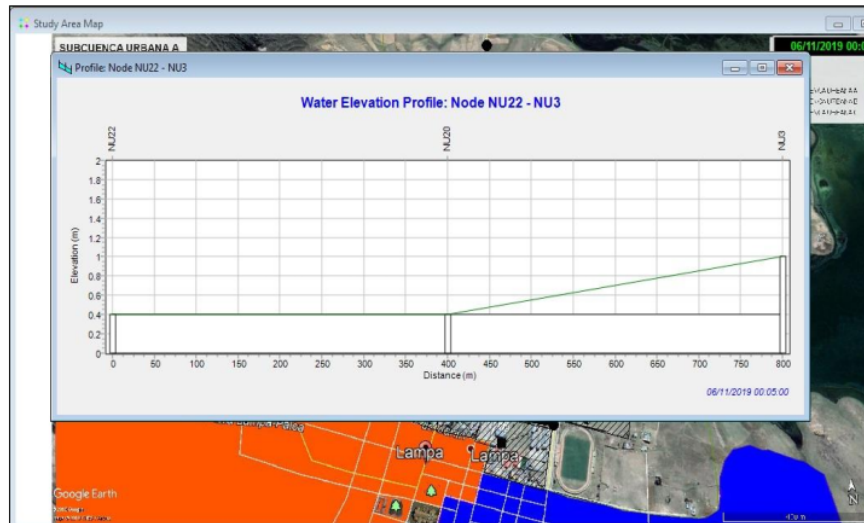 Study Area Map
SUBCUENCA URBANA A
06/11/2019 00:0
Profile: Node NU22 - NU3
Water Elevation Profile: Node NU22 - NU3
NU22
NU20
NU3
2
1.8
1.6
1.4
1.2
1
0.8
0.6
0.4
0.2
0
Elevation (m)
0 50 100 150 200 250 300 350 400 450 500 550 600 650 700 750 800
Distance (m)
06/11/2019 00:05:00
Lampa
Lampa
Google Earth
N